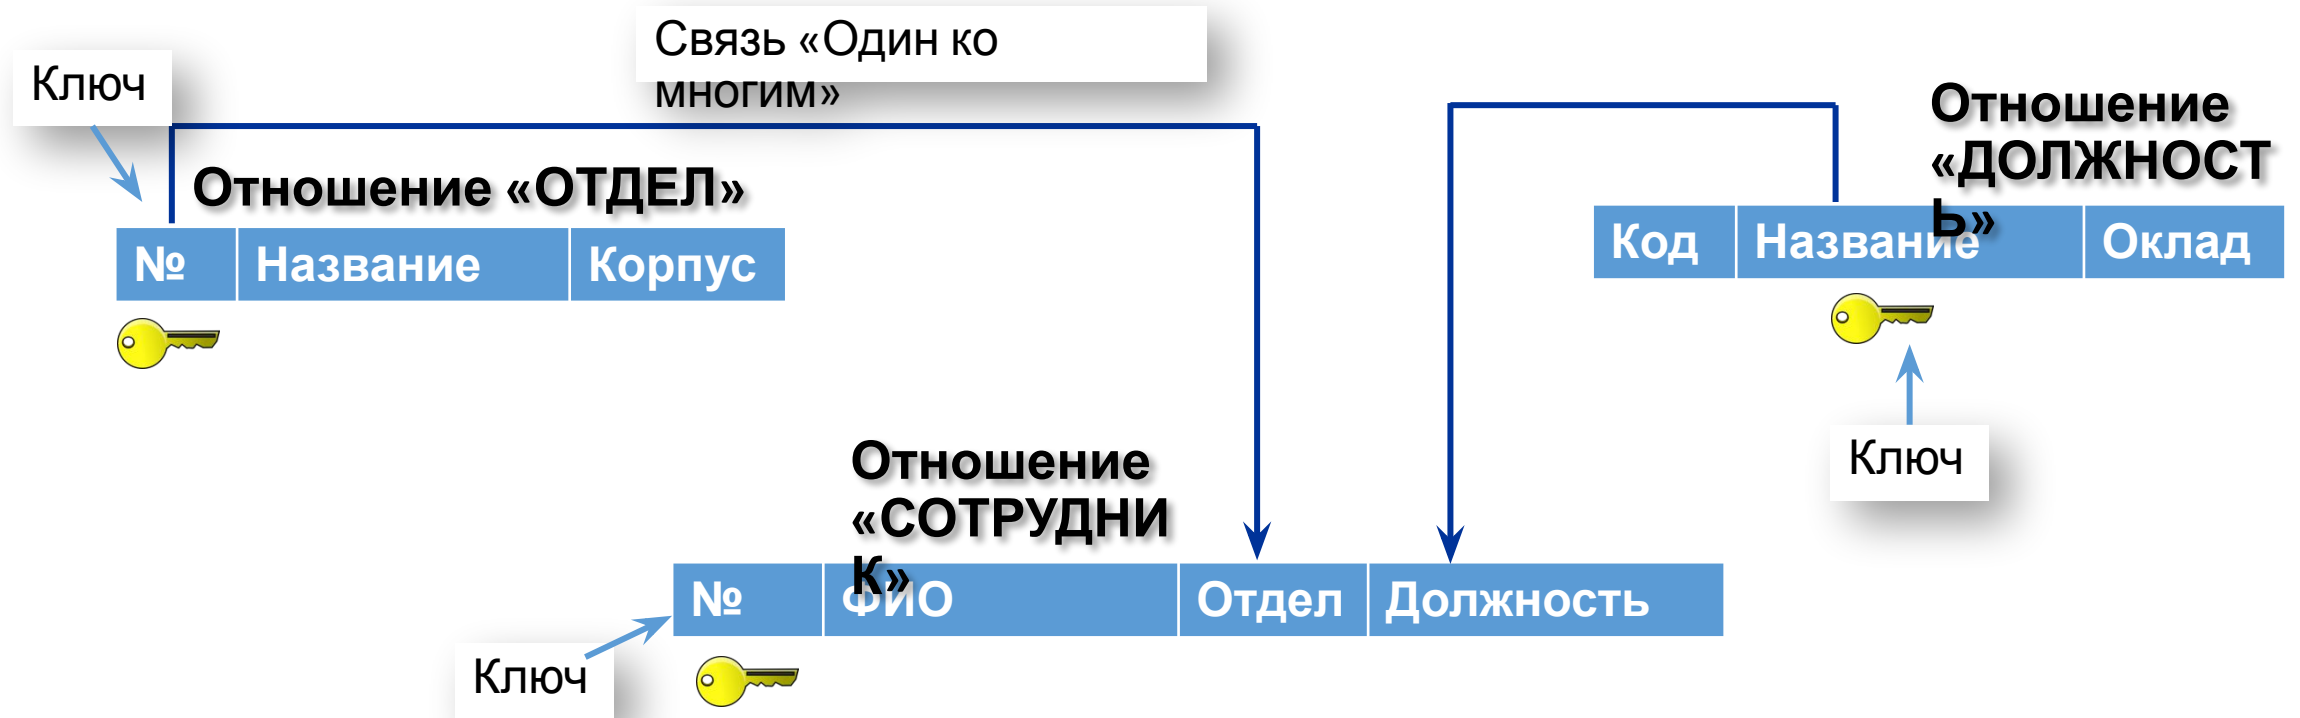 Связь «Один ко
многим»
Ключ
Отношение «ОТДЕЛ»
№ Название Корпус
Отношение
«ДОЛЖНОСТ
Ь»
Код Название Оклад
Ключ
Отношение
«СОТРУДНИ
К»
№ ФИО Отдел Должность
Ключ